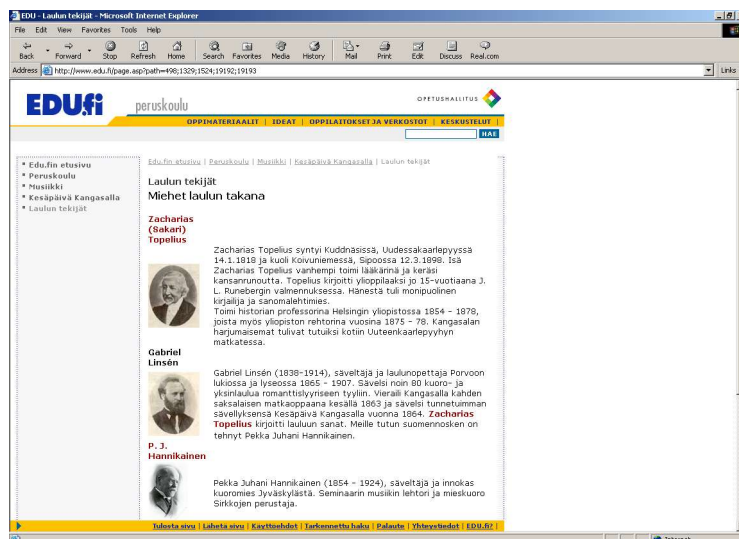 EDU - Laulun tekijät - Microsoft Internet Explorer
File Edit View Favorites Tools Help
Back Forward Stop Refresh Home Search Favorites Media History Mail Print Edit Discuss Real.com
Address http://www.edu.fi/page.asp?path=498;1329;1524;19192;19193 Links
EDU.fi peruskoulu OPETUSHALLITUS
OPPIMATERIAALIT | IDEAT | OPPILAITOKSET JA VERKOSTOT | KESKUSTELUT |
HAE
Edu.fin etusivu
Peruskoulu
Musiikki
Kesäpäivä Kangasalla
Laulun tekijät
Edu.fin etusivu | Peruskoulu | Musiikki | Kesäpäivä Kangasalla | Laulun tekijät
Laulun tekijät
Miehet laulun takana
Zacharias
(Sakari)
Topelius
Zacharias Topelius syntyi Kuddnäsissä, Uudessakaarlepyyssä
14.1.1818 ja kuoli Koivuniemessä, Sipoossa 12.3.1898. Isä
Zacharias Topelius vanhempi toimi lääkärinä ja keräsi
kansanrunoutta. Topelius kirjoitti ylioppilaaksi jo 15-vuotiaana J.
L. Runebergin valmennuksessa. Hänestä tuli monipuolinen
kirjailija ja sanomalehtimies.
Toimi historian professorina Helsingin yliopistossa 1854 - 1878,
joista myös yliopiston rehtorina vuosina 1875 - 78. Kangasalan
harjumaisemat tulivat tutuiksi kotiin Uuteenkaarlepyyhyn
matkatessa.
Gabriel
Linsén
Gabriel Linsén (1838-1914), säveltäjä ja laulunopettaja Porvoon
lukiossa ja lyseossa 1865 - 1907. Sävelsi noin 80 kuoro- ja
yksinlaulua romanttislyyriseen tyyliin. Vieraili Kangasalla kahden
saksalaisen matkaoppaana kesällä 1863 ja sävelsi tunnetuimman
sävellyksensä Kesäpäivä Kangasalla vuonna 1864. Zacharias
Topelius kirjoitti lauluun sanat. Meille tutun suomennosken on
tehnyt Pekka Juhani Hannikainen.
P. J.
Hannikainen
Pekka Juhani Hannikainen (1854 - 1924), säveltäjä ja innokas
kuoromies Jyväskylästä. Seminaarin musiikin lehtori ja mieskuoro
Sirkkojen perustaja.
Tulosta sivu | Lähetä sivu | Käyttöehdot | Tarkennettu haku | Palaute | Yhteystiedot | EDU.fi? |
Internet